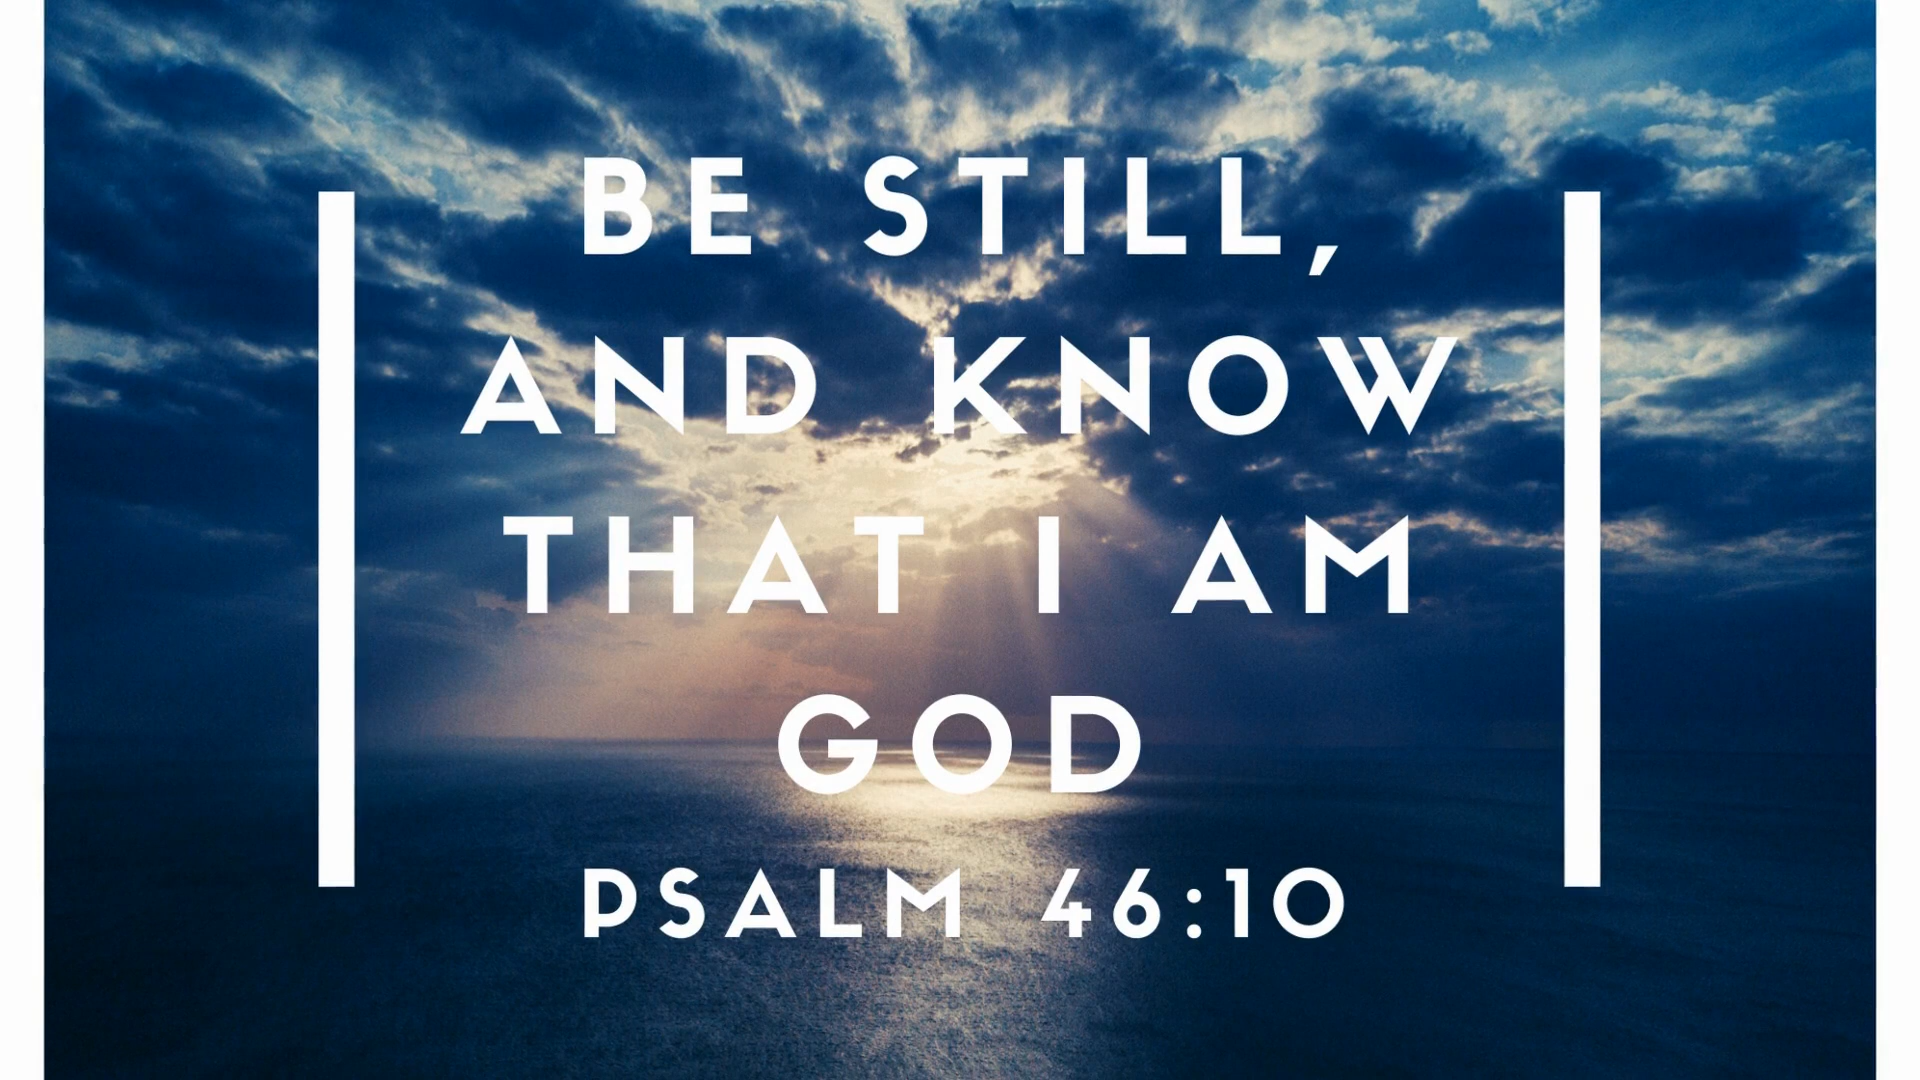 BE STILL,
AND KNOW
THAT I AM
GOD
PSALM 46:10